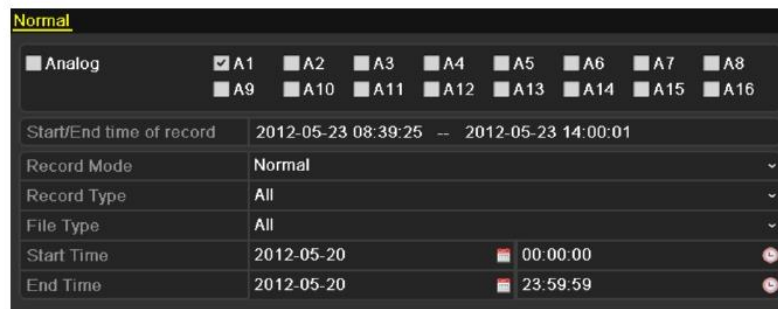 Normal
Analog A1 A2 A3 A4 A5 A6 A7 A8
A9 A10 A11 A12 A13 A14 A15 A16
Start/End time of record 2012-05-23 08:39:25 -- 2012-05-23 14:00:01
Record Mode Normal
Record Type All
File Type All
Start Time 2012-05-20 00:00:00
End Time 2012-05-20 23:59:59